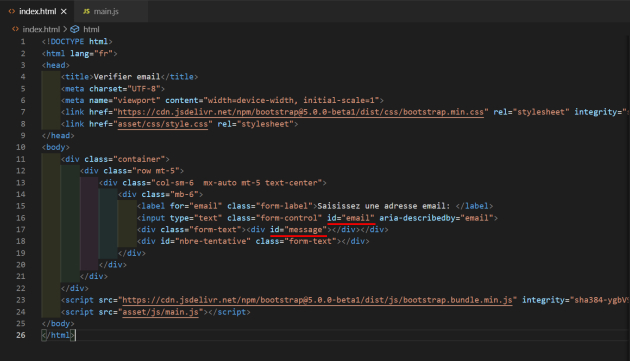 index.html × main.js
index.html > html
1 <!DOCTYPE html>
2 <html lang="fr">
3 <head>
4 <title>Verifier email</title>
5 <meta charset="UTF-8">
6 <meta name="viewport" content="width=device-width, initial-scale=1">
7 <link href="https://cdn.jsdelivr.net/npm/bootstrap@5.0.0-beta1/dist/css/bootstrap.min.css" rel="stylesheet" integrity="
8 <link href="asset/css/style.css" rel="stylesheet">
9 </head>
10 <body>
11 <div class="container">
12 <div class="row mt-5">
13 <div class="col-sm-6  mx-auto mt-5 text-center">
14 <div class="mb-6">
15 <label for="email" class="form-label">Saisissez une adresse email: </label>
16 <input type="text" class="form-control" id="email" aria-describedby="email">
17 <div class="form-text"><div id="message"></div></div>
18 <div id="nbre-tentative" class="form-text"></div>
19 </div>
20 </div>
21 </div>
22 </div>
23 <script src="https://cdn.jsdelivr.net/npm/bootstrap@5.0.0-beta1/dist/js/bootstrap.bundle.min.js" integrity="sha384-ygbV9
24 <script src="asset/js/main.js"></script>
25 </body>
26 </html>